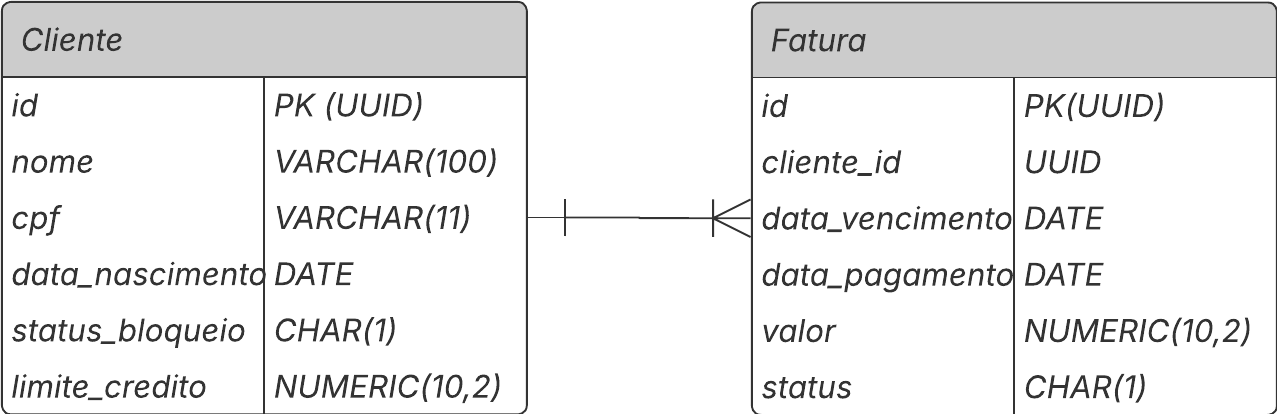 Cliente
id PK (UUID)
nome VARCHAR(100)
cpf VARCHAR(11)
data_nascimento DATE
status_bloqueio CHAR(1)
limite_credito NUMERIC(10,2)
Fatura
id PK(UUID)
cliente_id UUID
data_vencimento DATE
data_pagamento DATE
valor NUMERIC(10,2)
status CHAR(1)